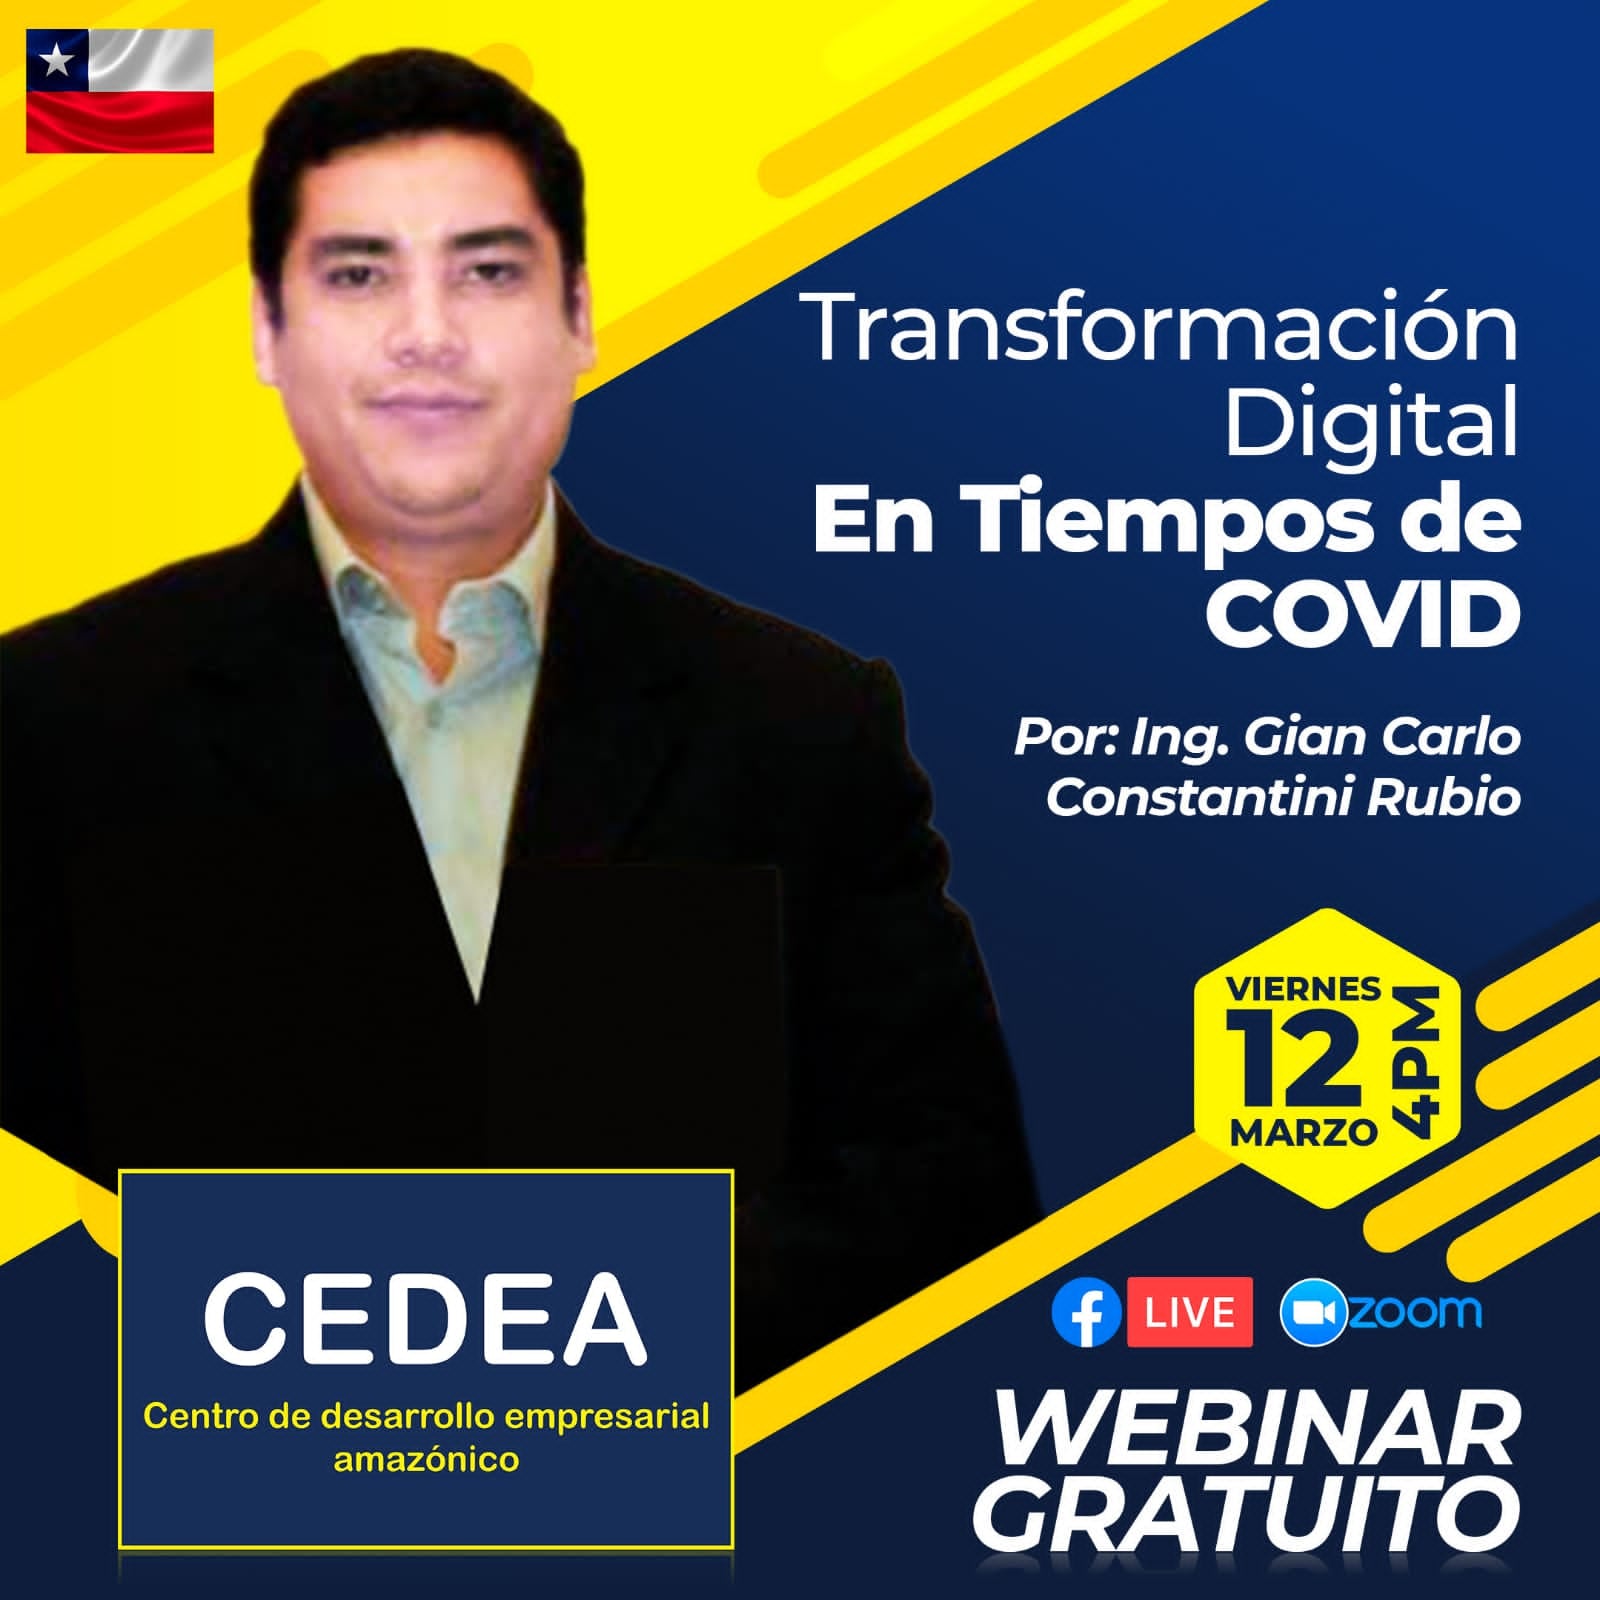 Transformación
Digital
En Tiempos de
COVID
Por: Ing. Gian Carlo
Constantini Rubio
VIERNES
12
MARZO
4PM
LIVE
zoom
WEBINAR
GRATUITO
CEDEA
Centro de desarrollo empresarial
amazónico